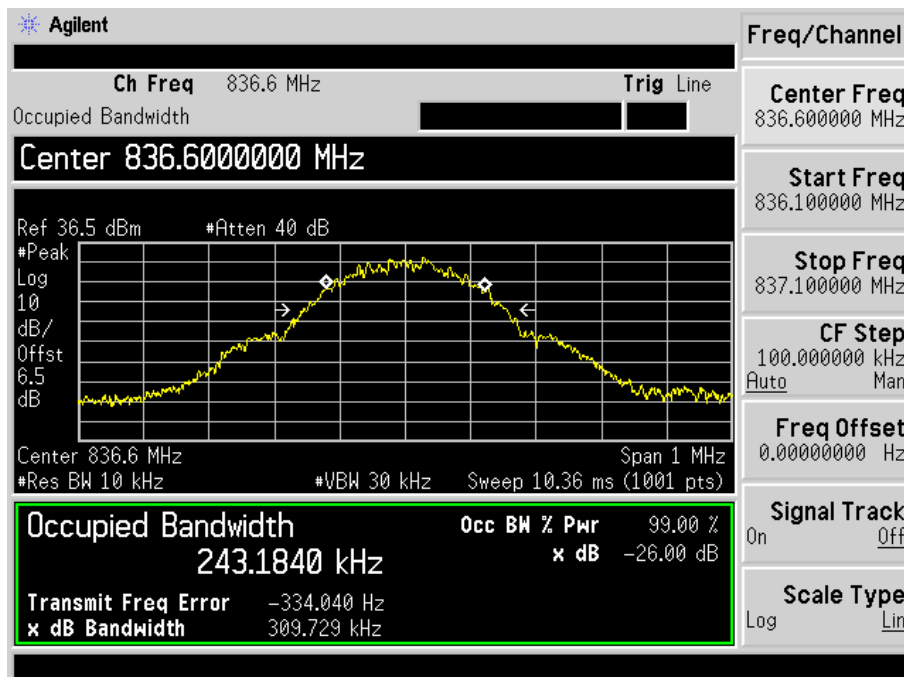 Agilent
Freq/Channel
Ch Freq 836.6 MHz Trig Line
Occupied Bandwidth
Center 836.6000000 MHz
Ref 36.5 dBm #Atten 40 dB
#Peak
Log
10
dB/
Offst
6.5
dB
Center 836.6 MHz Span 1 MHz
#Res BW 10 kHz #VBW 30 kHz Sweep 10.36 ms (1001 pts)
Occupied Bandwidth
243.1840 kHz
Occ BW % Pwr 99.00 %
x dB -26.00 dB
Transmit Freq Error -334.040 Hz
x dB Bandwidth 309.729 kHz
Center Freq
836.600000 MHz
Start Freq
836.100000 MHz
Stop Freq
837.100000 MHz
CF Step
100.000000 kHz
Auto Man
Freq Offset
0.00000000 Hz
Signal Track
On Off
Scale Type
Log Lin